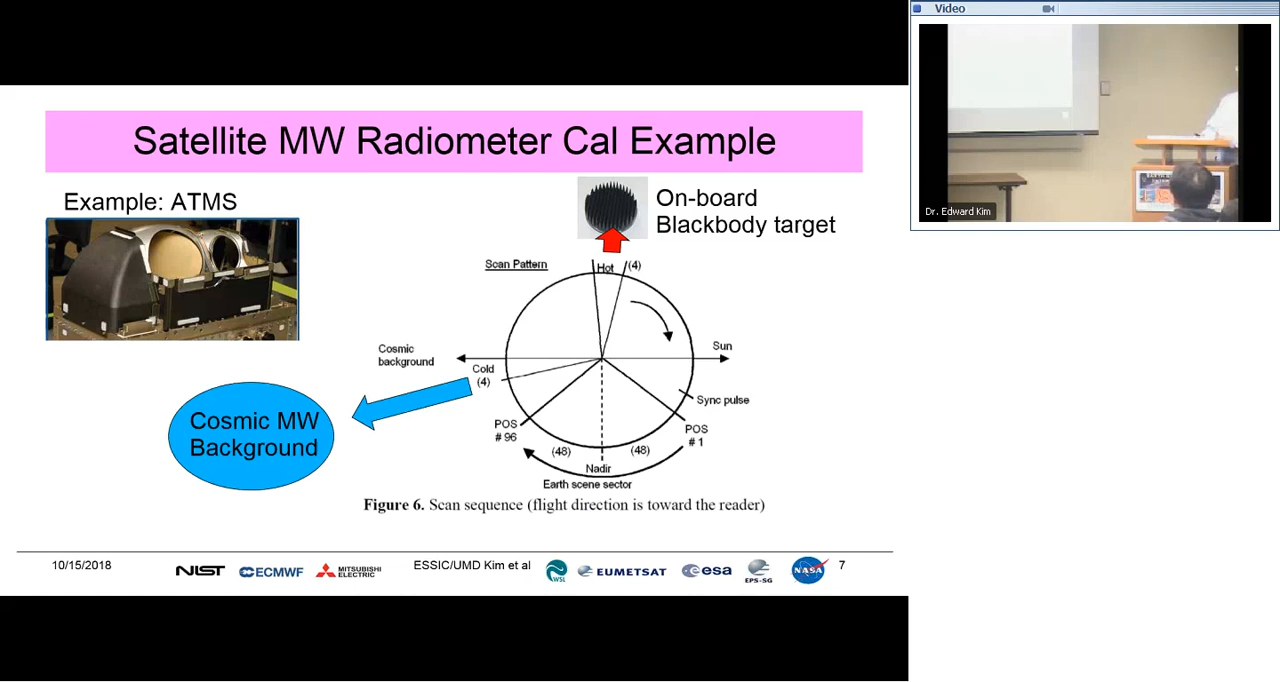 Video
Satellite MW Radiometer Cal Example
Example: ATMS
On-board
Blackbody target
Scan Pattern
Hot
(4)
Cosmic
background
Sun
Cold
(4)
Sync pulse
Cosmic MW
Background
POS
# 96
POS
# 1
(48)
(48)
Nadir
Earth scene sector
Figure 6. Scan sequence (flight direction is toward the reader)
10/15/2018
NIST
ECMWF
MITSUBISHI
ELECTRIC
ESSIC/UMD Kim et al
WSL
EUMETSAT
esa
EPS-SG
NASA
7
Dr. Edward Kim